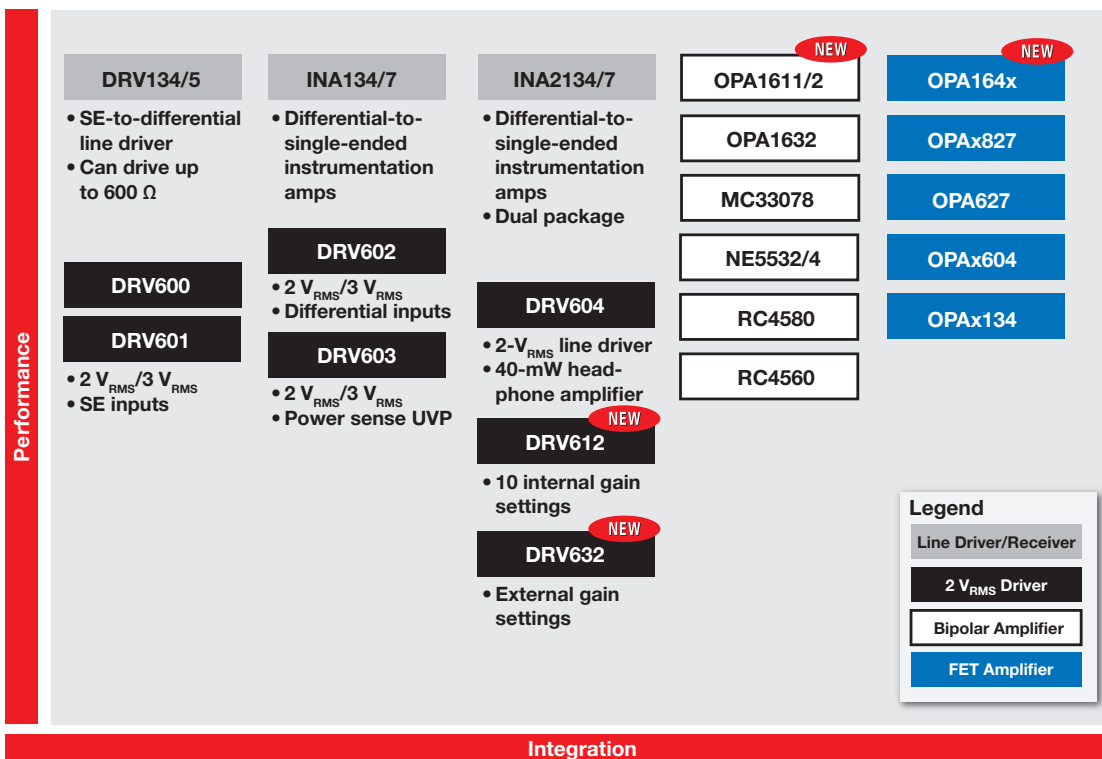 Performance
DRV134/5
• SE-to-differential
line driver
• Can drive up
to 600 Ω
DRV600
DRV601
• 2 VRMS/3 VRMS
• SE inputs
INA134/7
• Differential-to-
single-ended
instrumentation
amps
DRV602
• 2 VRMS/3 VRMS
• Differential inputs
DRV603
• 2 VRMS/3 VRMS
• Power sense UVP
INA2134/7
• Differential-to-
single-ended
instrumentation
amps
• Dual package
DRV604
• 2-VRMS line driver
• 40-mW head-
phone amplifier
NEW
DRV612
• 10 internal gain
settings
NEW
DRV632
• External gain
settings
NEW
OPA1611/2
OPA1632
MC33078
NE5532/4
RC4580
RC4560
NEW
OPA164x
OPAx827
OPA627
OPAx604
OPAx134
Legend
Line Driver/Receiver
2 VRMS Driver
Bipolar Amplifier
FET Amplifier
Integration